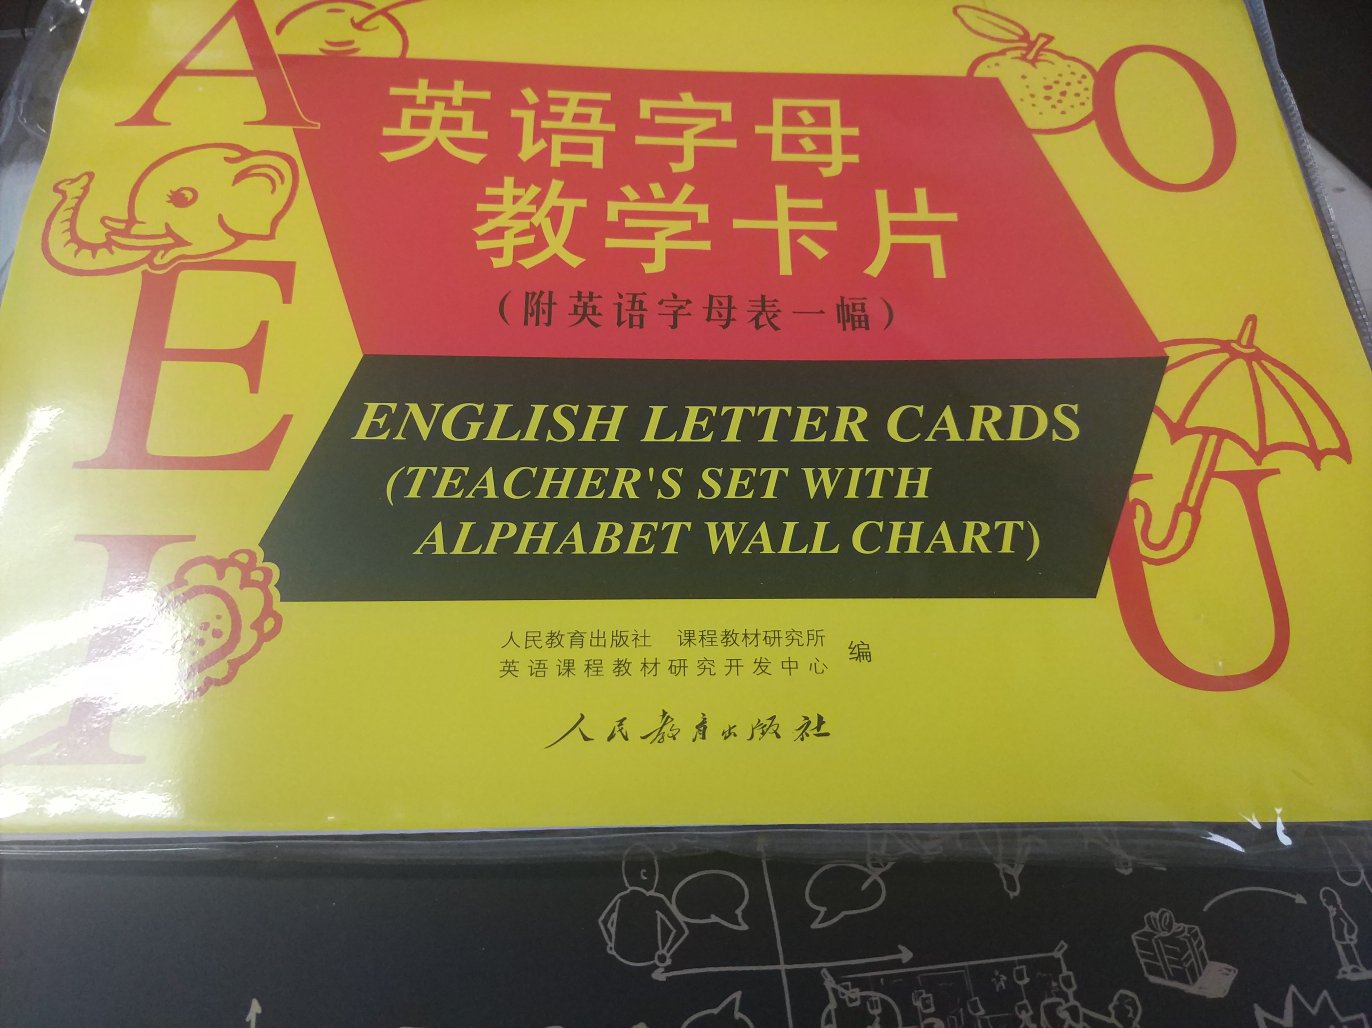 A
O
英语字母
教学卡片
(附英语字母表一幅)
E
ENGLISH LETTER CARDS
(TEACHER'S SET WITH
ALPHABET WALL CHART)
I
U
人民教育出版社 课程教材研究所
英语课程教材研究开发中心 编
人民教育出版社